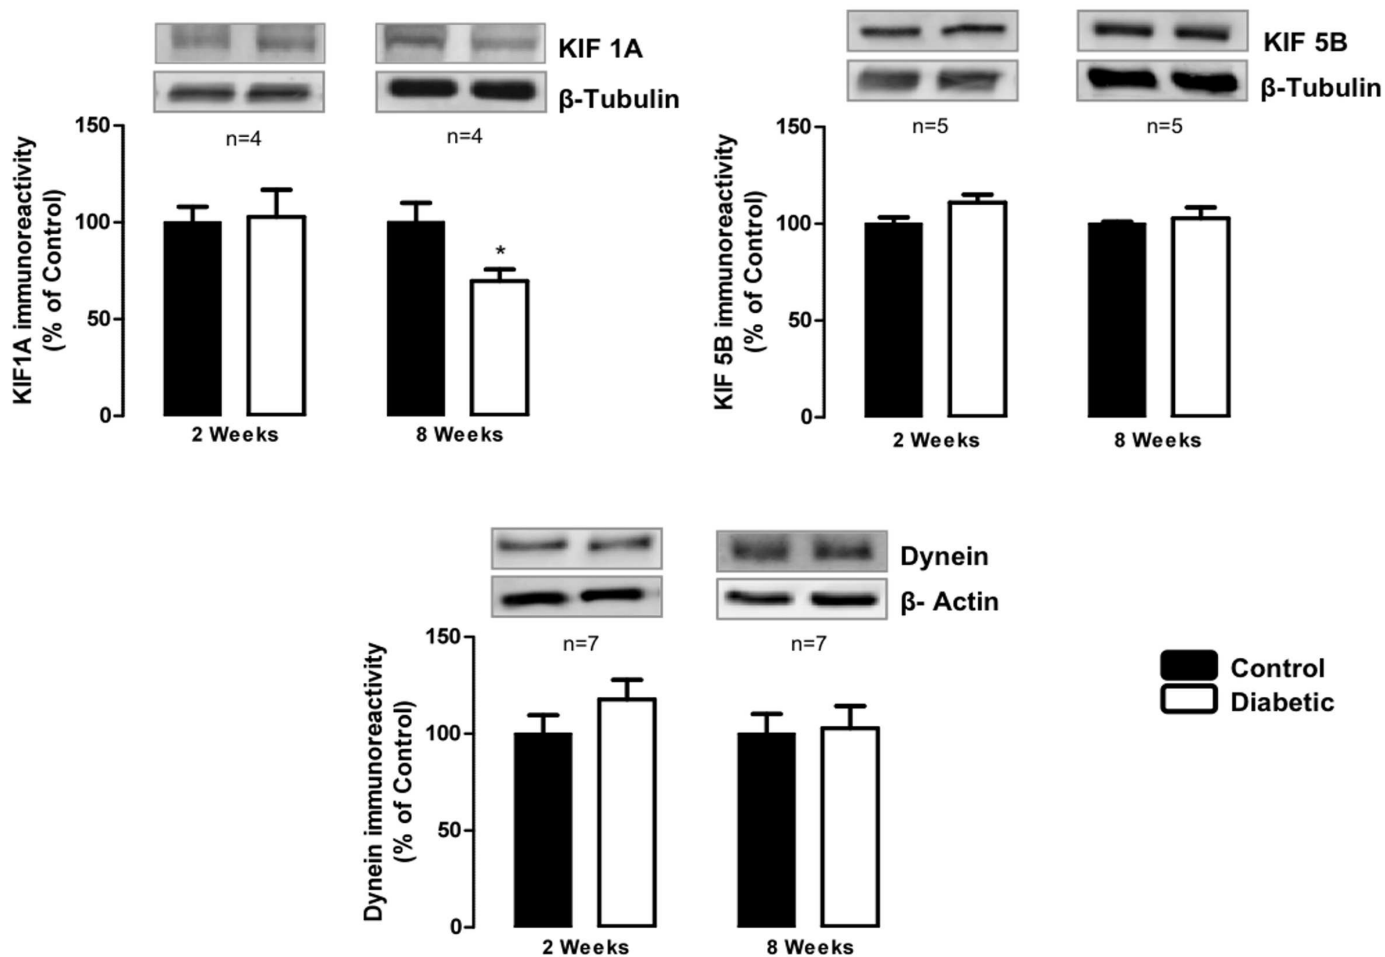 KIF 1A
β-Tubulin
n=4
n=4
KIF1A immunoreactivity
(% of Control)
150
100
50
0
*
2 Weeks
8 Weeks
KIF 5B
β-Tubulin
n=5
n=5
KIF 5B immunoreactivity
(% of Control)
150
100
50
0
2 Weeks
8 Weeks
Dynein
β- Actin
n=7
n=7
Dynein immunoreactivity
(% of Control)
150
100
50
0
2 Weeks
8 Weeks
Control
Diabetic